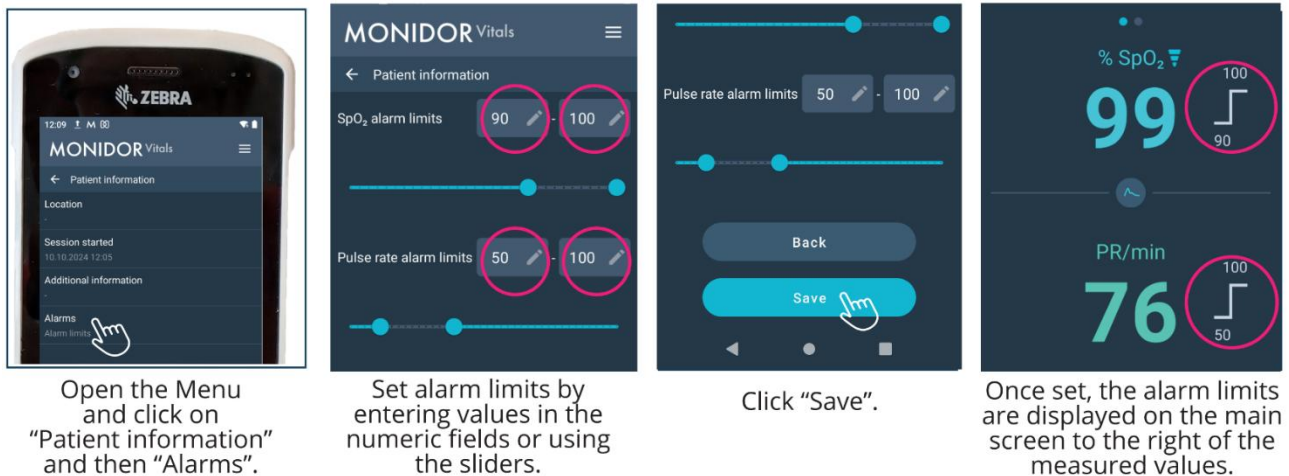 ZEBRA
12:09
MONIDOR Vitals
← Patient information
Location
-
Session started
10.10.2024 12:05
Additional information
-
Alarms
Alarm limits
Open the Menu
and click on
“Patient information”
and then “Alarms”.
MONIDOR Vitals
← Patient information
SpO₂ alarm limits 90 - 100
Pulse rate alarm limits 50 - 100
Set alarm limits by
entering values in the
numeric fields or using
the sliders.
Pulse rate alarm limits 50 - 100
Back
Save
Click “Save”.
% SpO₂
99
100
90
PR/min
76
100
50
Once set, the alarm limits
are displayed on the main
screen to the right of the
measured values.